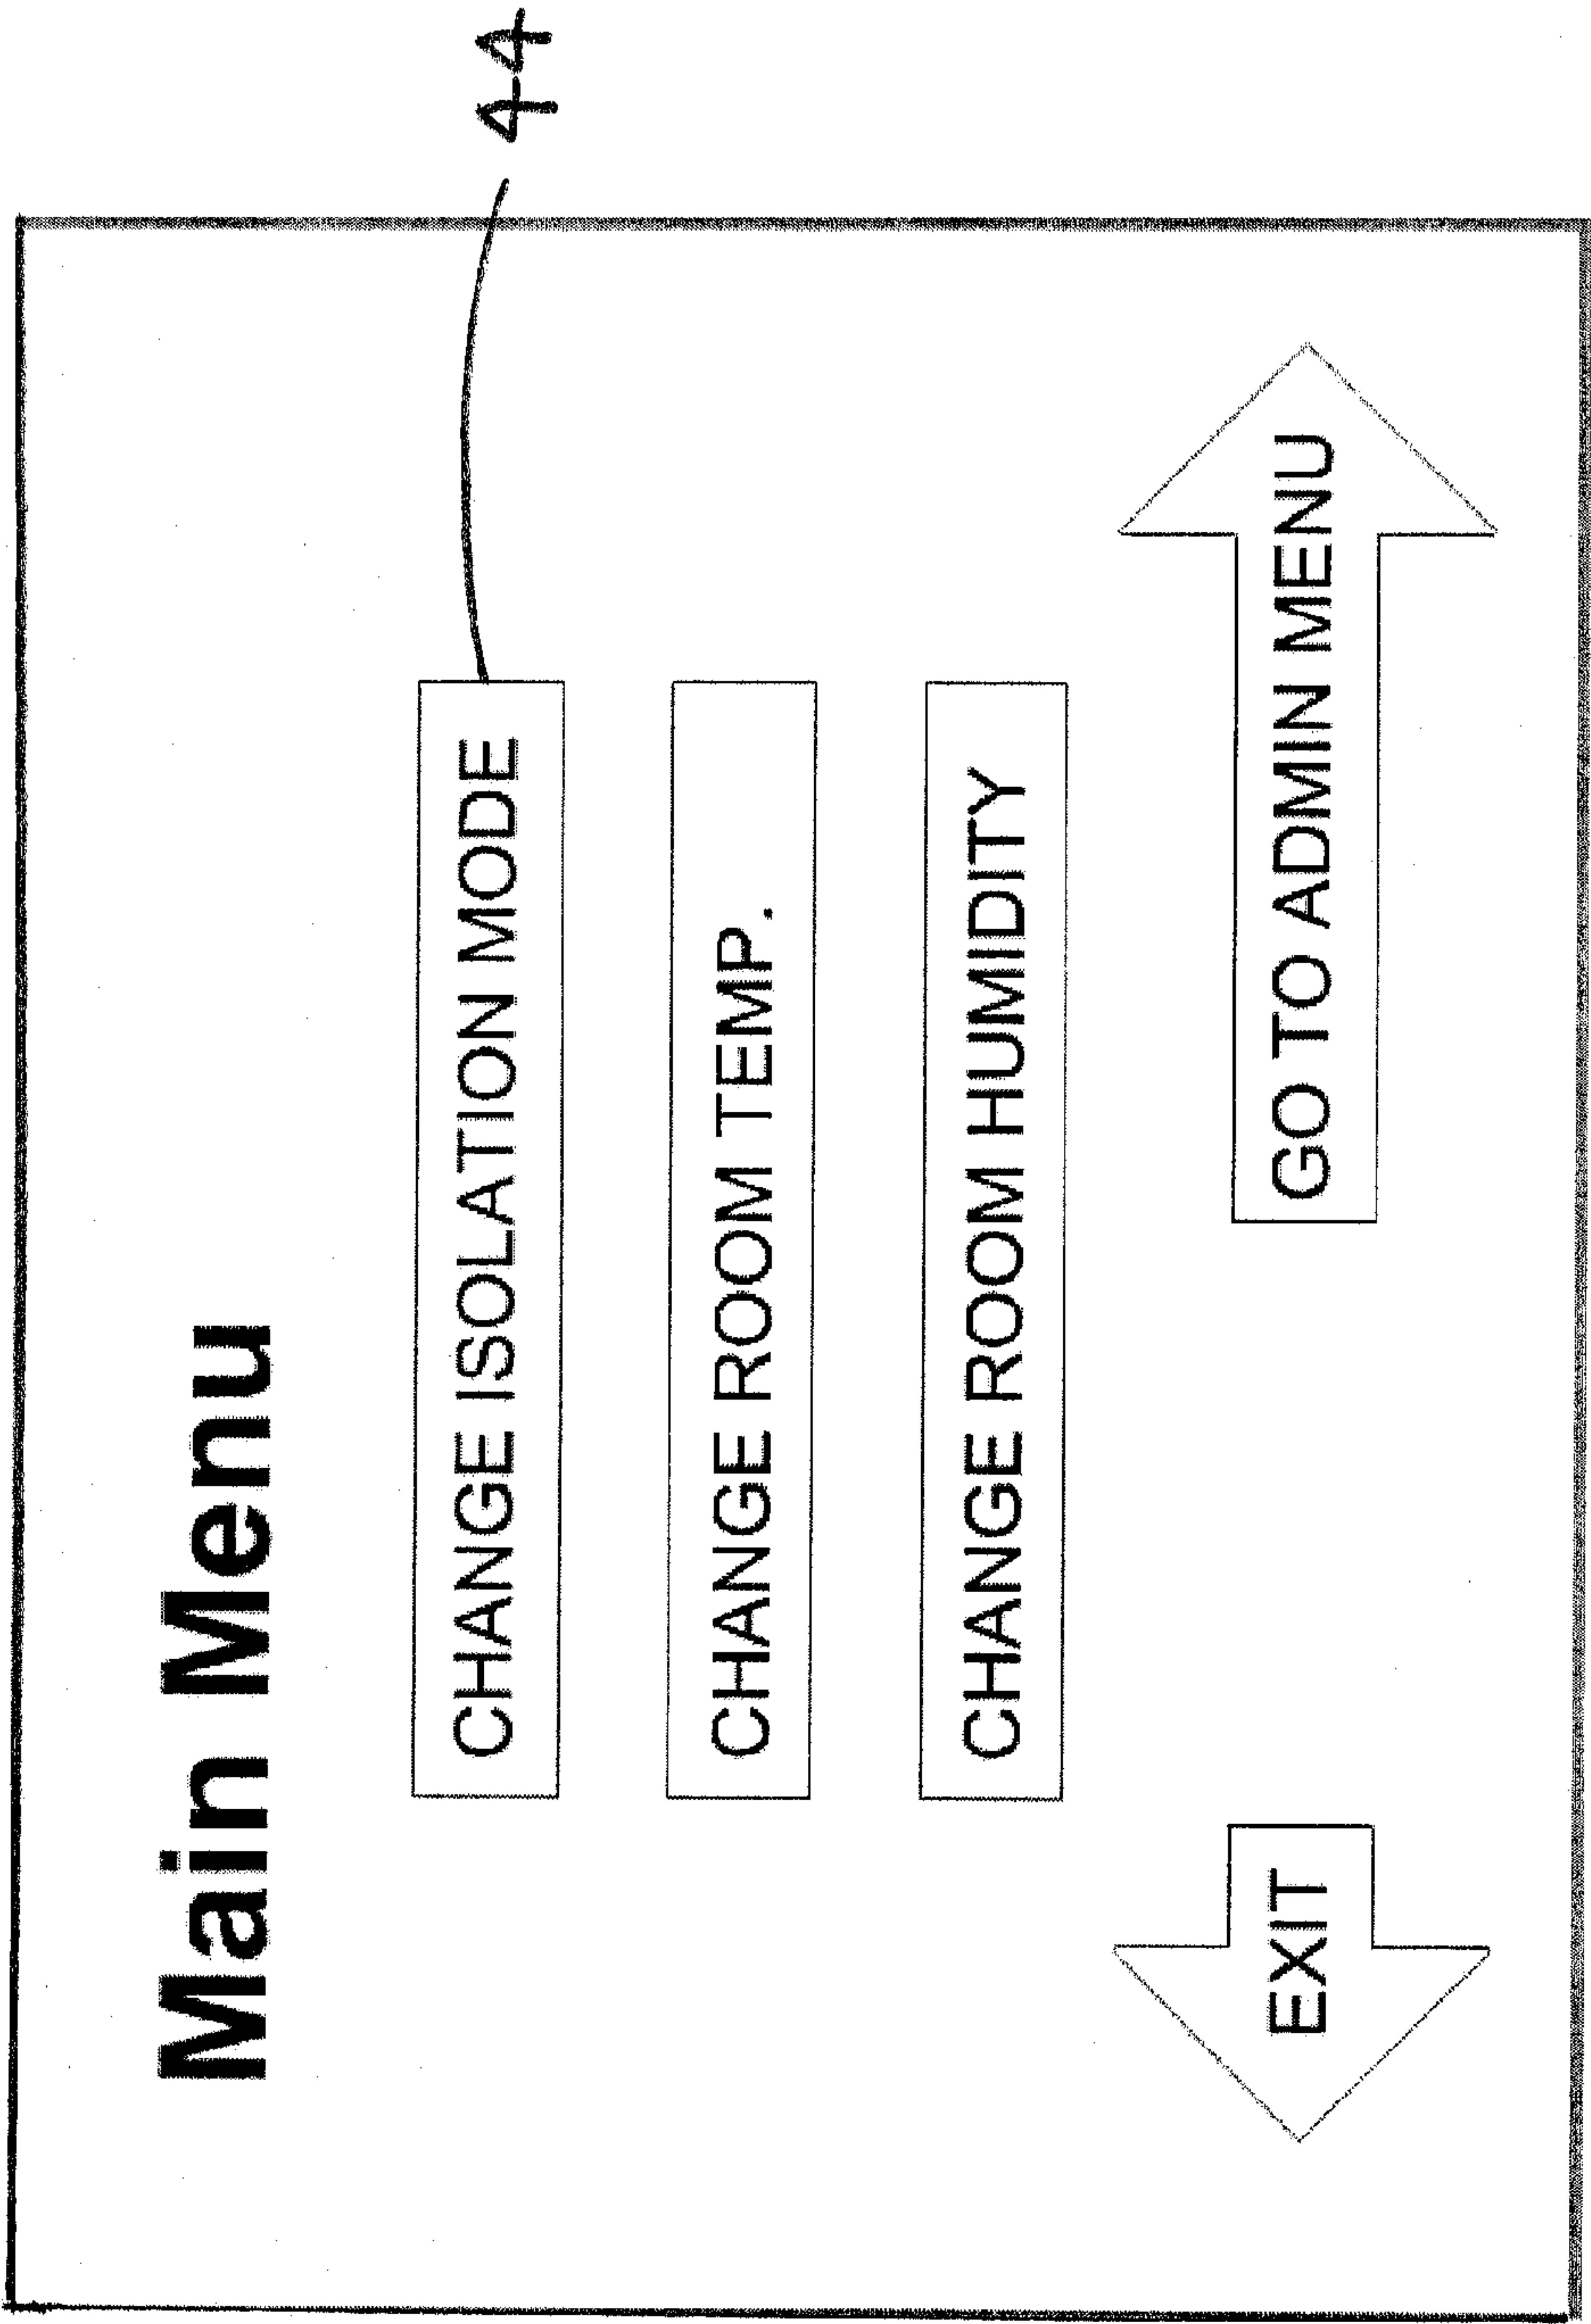 Main Menu
CHANGE ISOLATION MODE
44
CHANGE ROOM TEMP.
CHANGE ROOM HUMIDITY
EXIT
GO TO ADMIN MENU